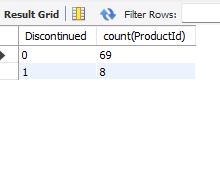 Result Grid Filter Rows:
Discontinued count(ProductId)
0 69
1 8